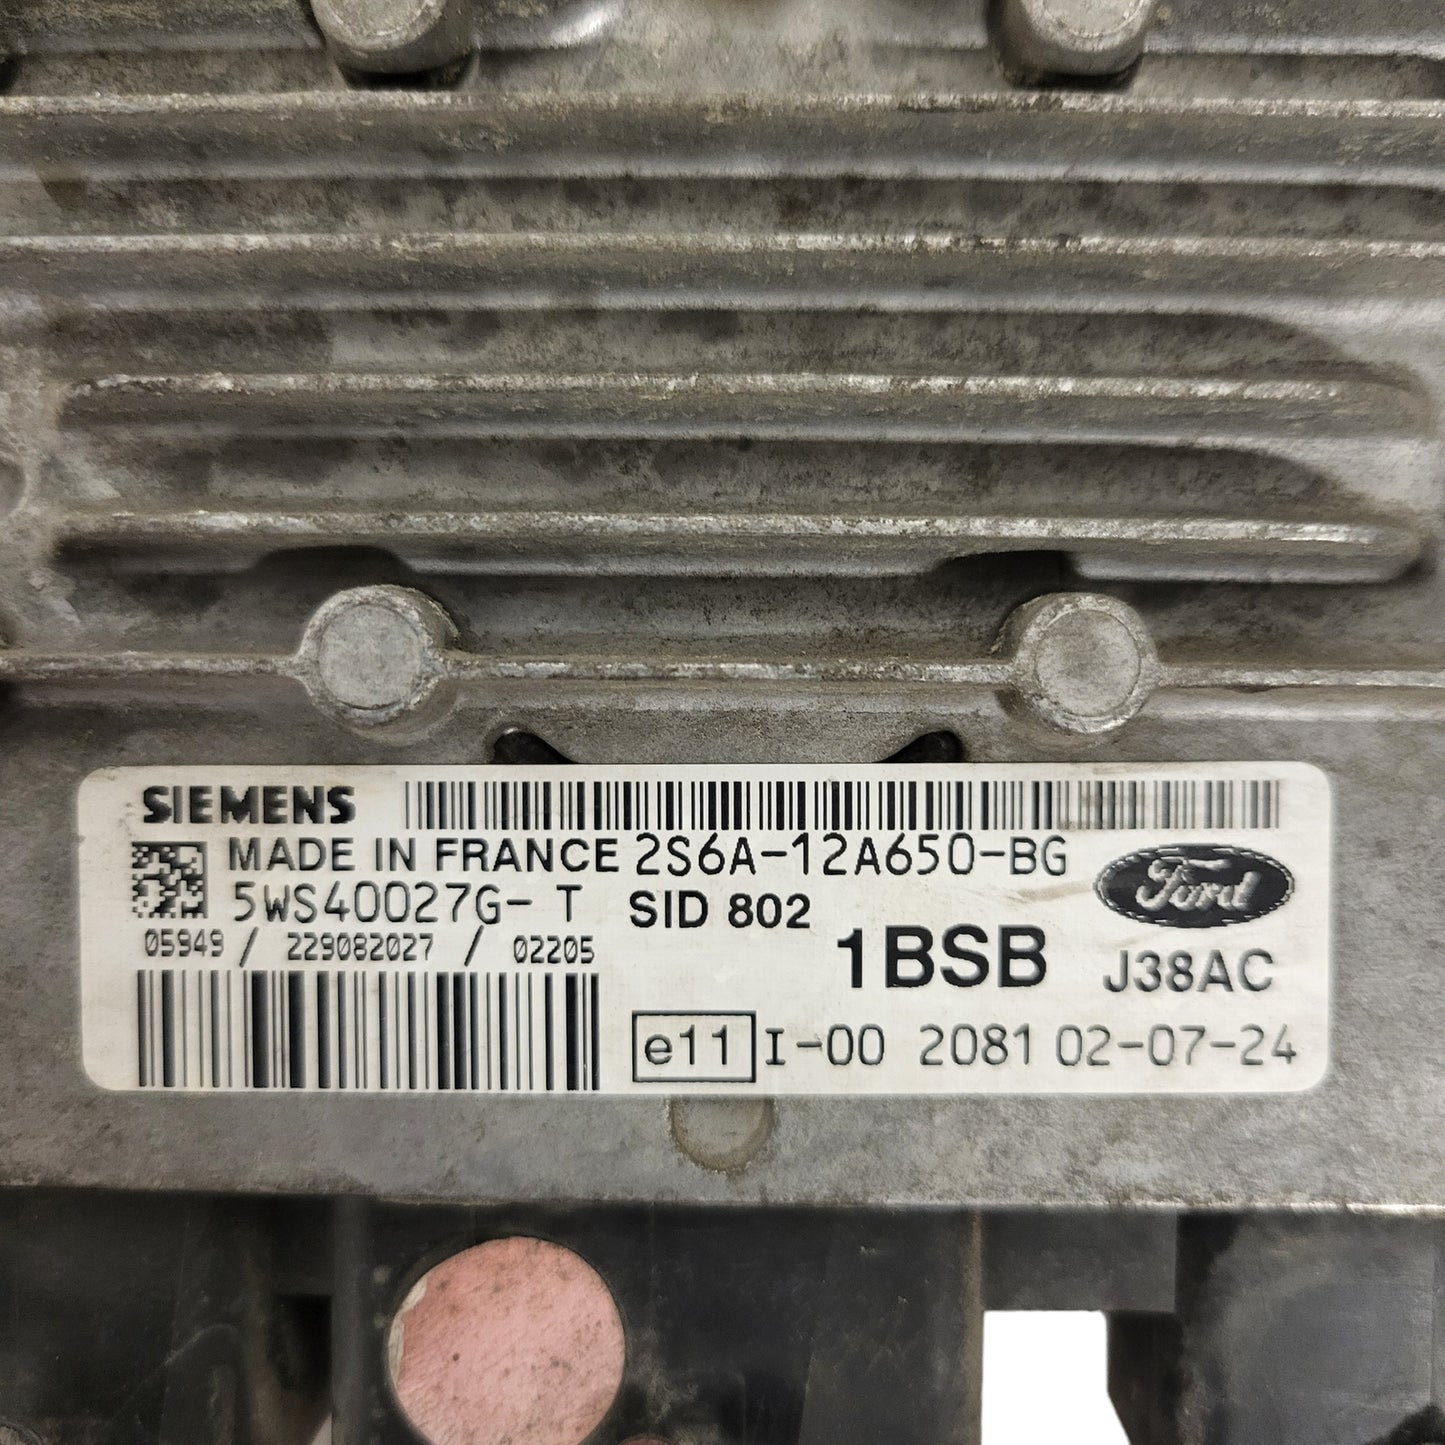 SIEMENS
MADE IN FRANCE 2S6A-12A650-BG
Ford
5WS40027G- T SID 802
05949 / 229082027 / 02205
1BSB J38AC
e11 I-00 2081 02-07-24